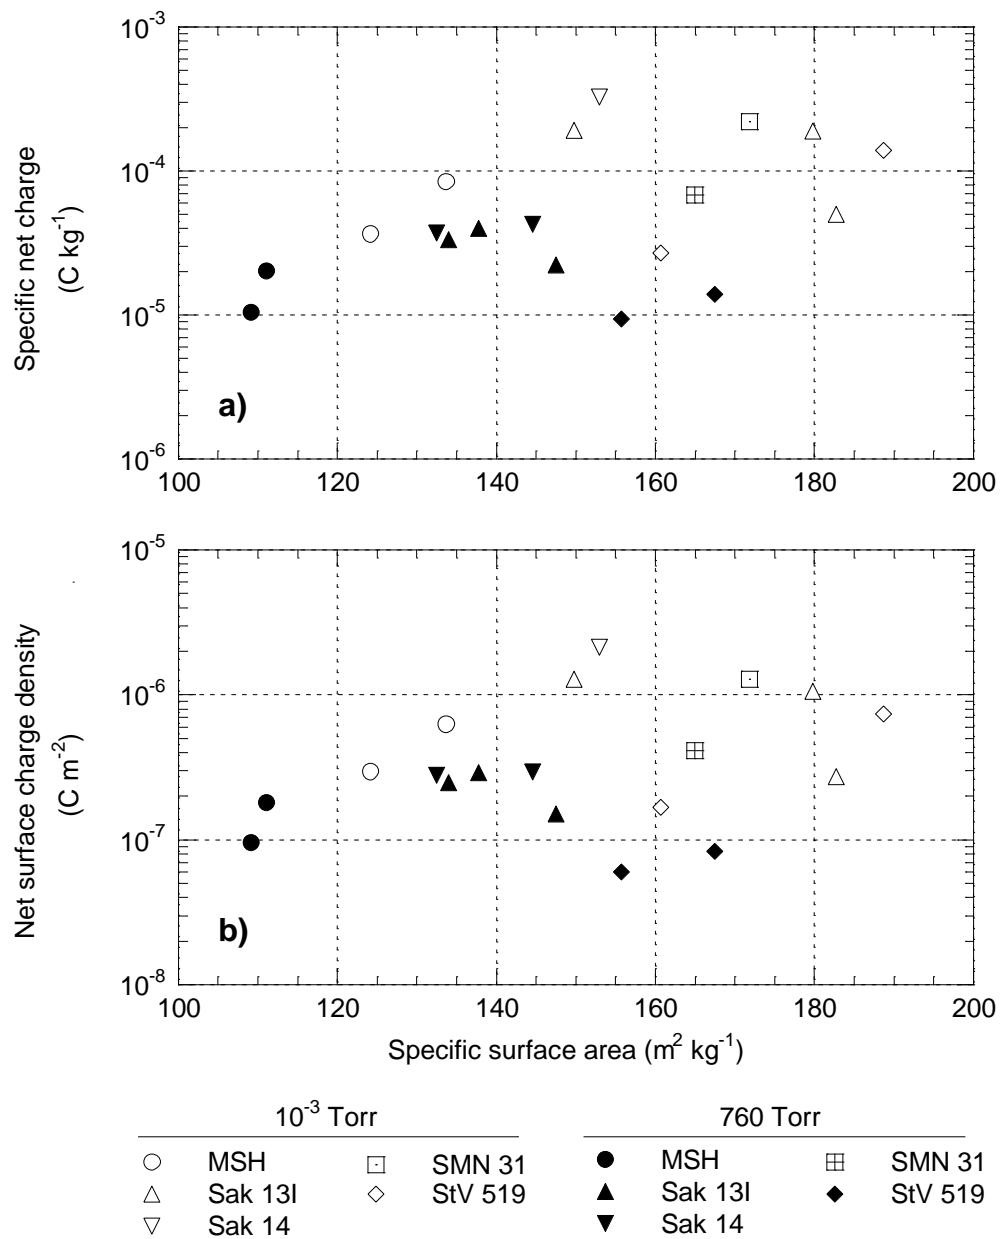 10⁻³
10⁻⁴
10⁻⁵
10⁻⁶
Specific net charge
(C kg⁻¹)
a)
100 120 140 160 180 200
10⁻⁵
10⁻⁶
10⁻⁷
10⁻⁸
Net surface charge density
(C m⁻²)
b)
100 120 140 160 180 200
Specific surface area (m² kg⁻¹)
10⁻³ Torr
MSH SMN 31
Sak 13I StV 519
Sak 14
760 Torr
MSH SMN 31
Sak 13I StV 519
Sak 14